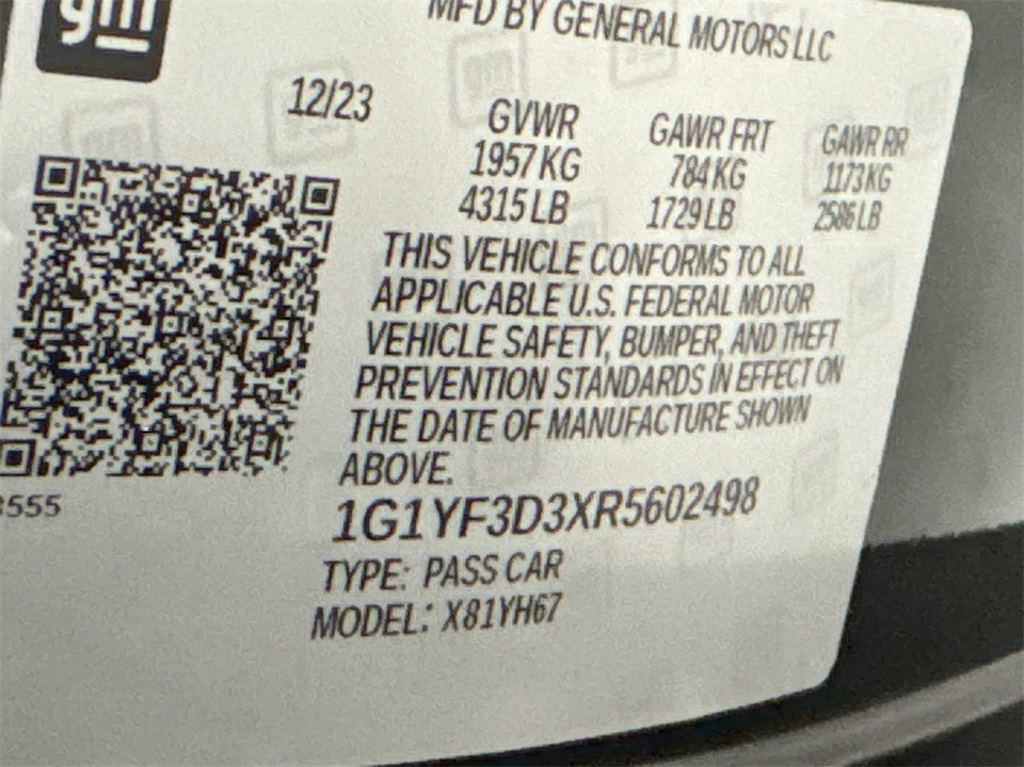 gm
MFD BY GENERAL MOTORS LLC
12/23
GVWR GAWR FRT GAWR RR
1957 KG 784 KG 1173 KG
4315 LB 1729 LB 2586 LB
THIS VEHICLE CONFORMS TO ALL
APPLICABLE U.S. FEDERAL MOTOR
VEHICLE SAFETY, BUMPER, AND THEFT
PREVENTION STANDARDS IN EFFECT ON
THE DATE OF MANUFACTURE SHOWN
ABOVE.
1G1YF3D3XR5602498
TYPE: PASS CAR
MODEL: X81YH67